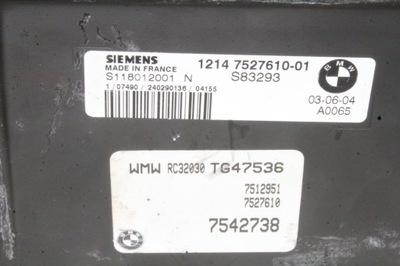 SIEMENS
MADE IN FRANCE
1214 7527610-01
S118012001 N S83293
1 / 07490 / 240290136 / 04155
BMW
03-06-04
A0065
WMW RC32030 TG47536
7512951
7527610
7542738